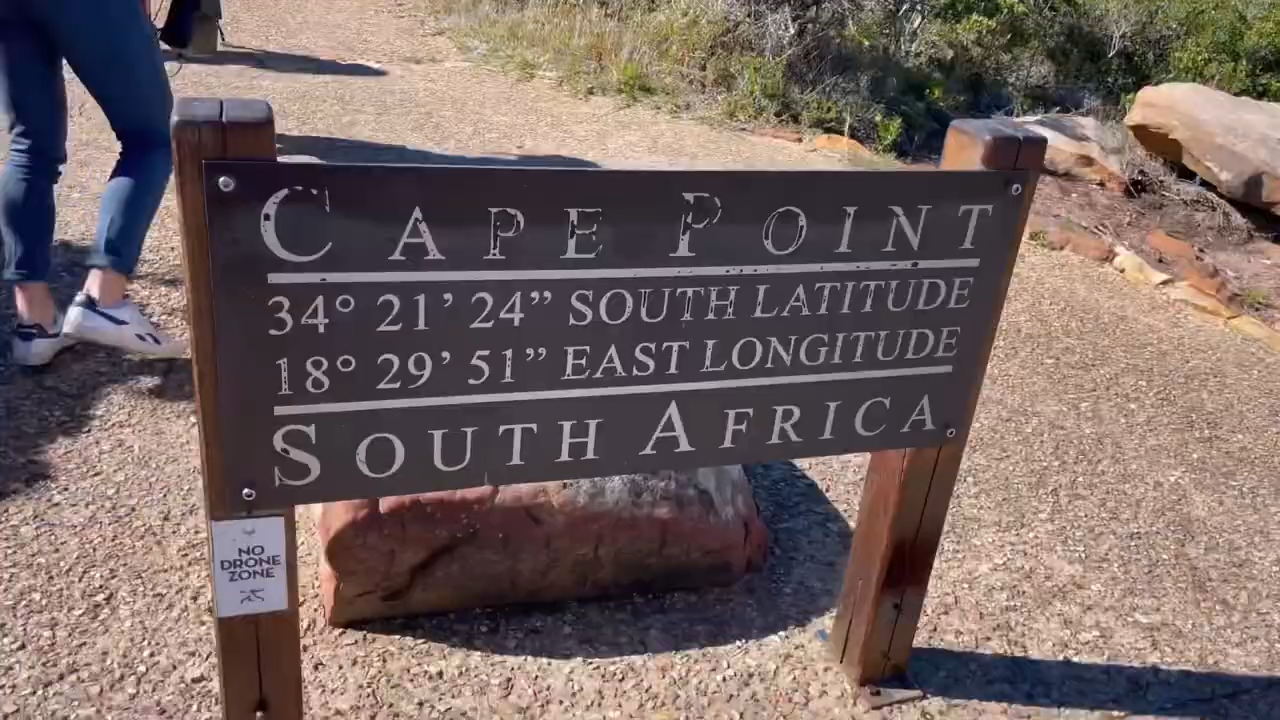 CAPE POINT
34° 21’ 24” SOUTH LATITUDE
18° 29’ 51” EAST LONGITUDE
SOUTH AFRICA
NO
DRONE
ZONE